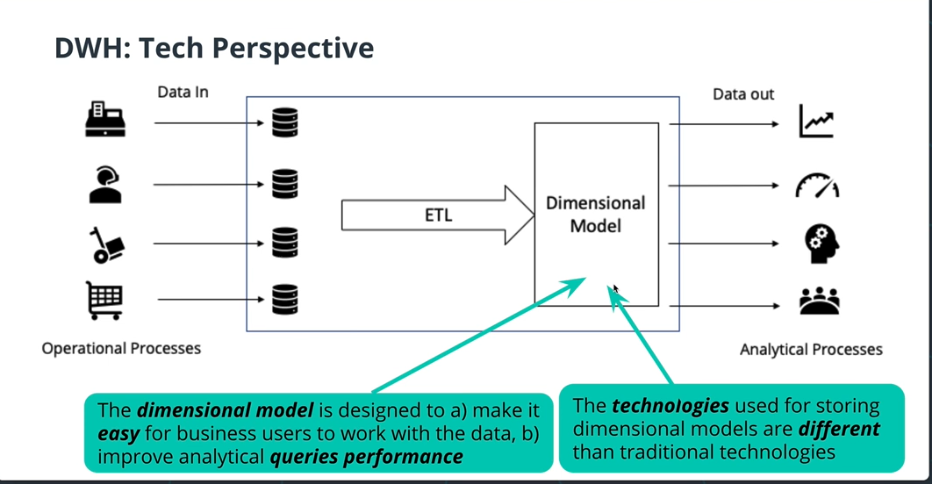 DWH: Tech Perspective
Data In
Data out
ETL
Dimensional
Model
Operational Processes
Analytical Processes
The dimensional model is designed to a) make it
easy for business users to work with the data, b)
improve analytical queries performance
The technologies used for storing
dimensional models are different
than traditional technologies